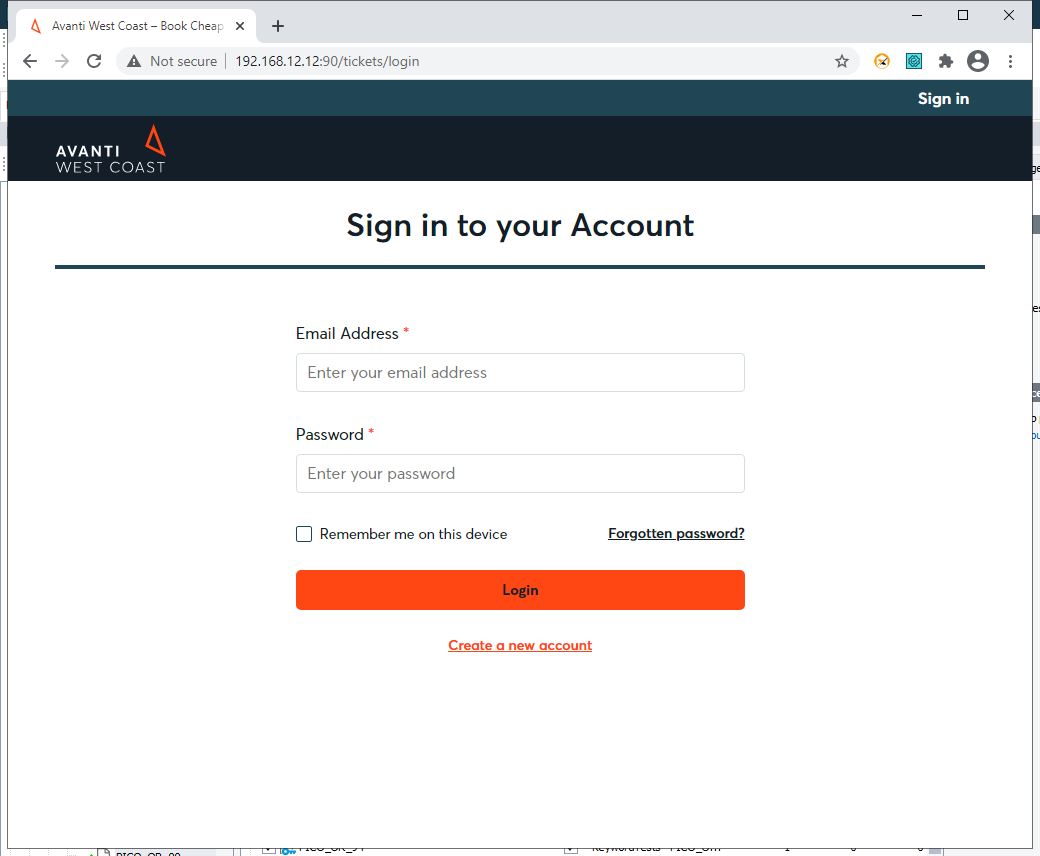 Avanti West Coast – Book Cheap
Not secure
192.168.12.12:90/tickets/login
Sign in
AVANTI
WEST COAST
Sign in to your Account
Email Address *
Enter your email address
Password *
Enter your password
Remember me on this device
Forgotten password?
Login
Create a new account